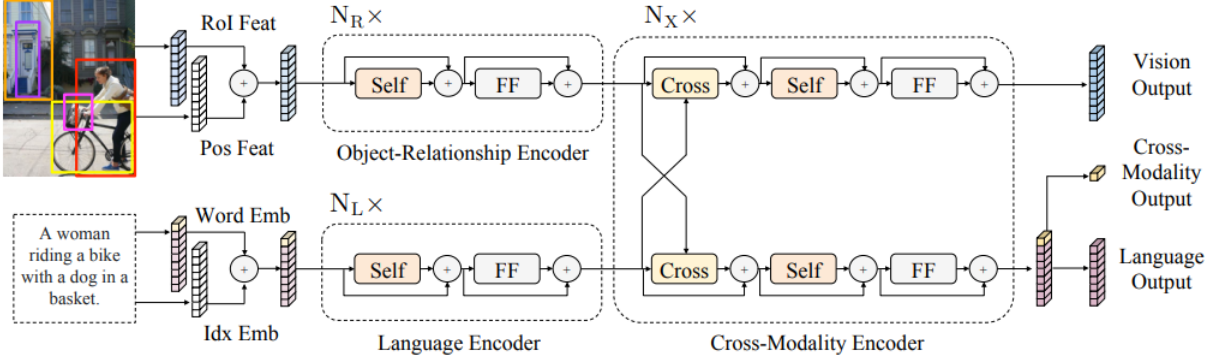 RoI Feat
Pos Feat
N_R ×
Self
+
FF
+
+
Object-Relationship Encoder
N_X ×
Cross
+
Self
+
FF
+
Vision
Output
Cross-
Modality
Output
A woman
riding a bike
with a dog in a
basket.
Word Emb
Idx Emb
+
N_L ×
Self
+
FF
+
Language Encoder
Cross
+
Self
+
FF
+
Cross-Modality Encoder
Language
Output